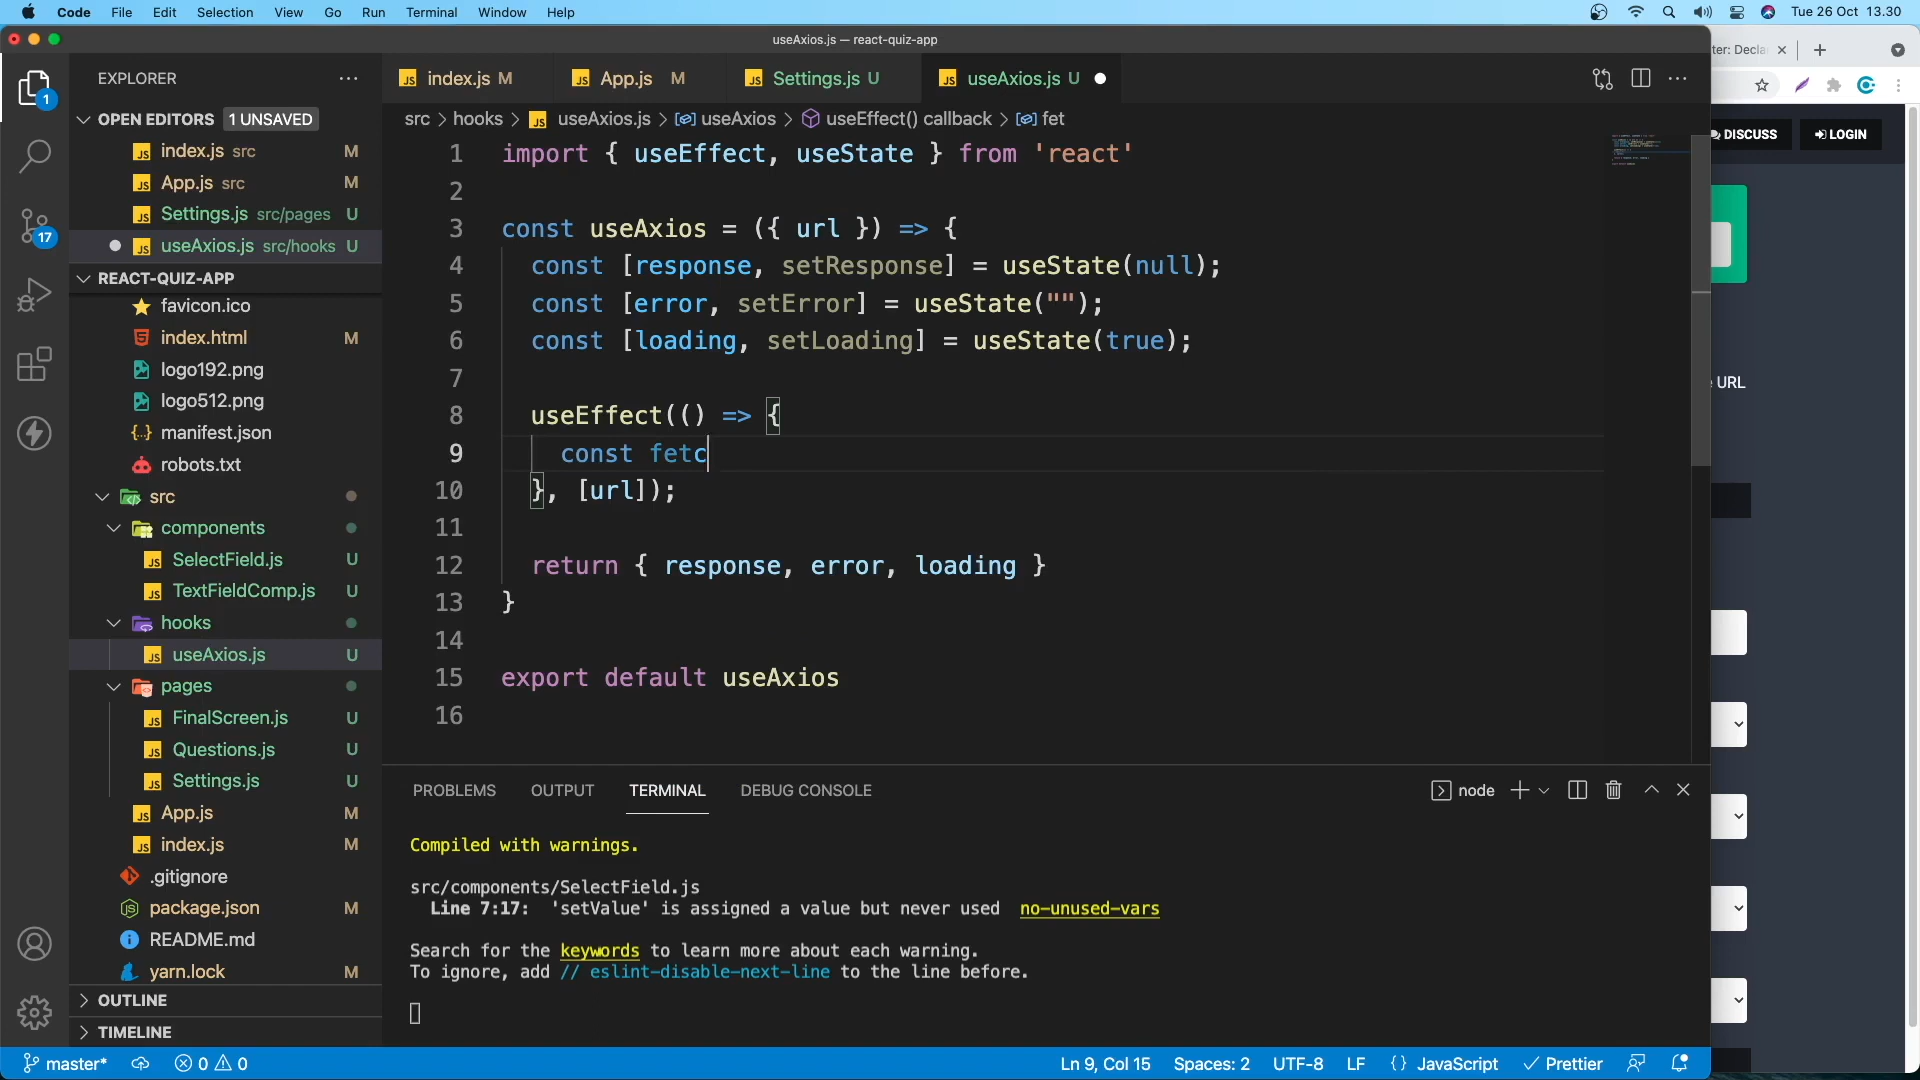 Code File Edit Selection View Go Run Terminal Window Help Tue 26 Oct 13.30
useAxios.js — react-quiz-app
EXPLORER
OPEN EDITORS 1 UNSAVED
index.js src M
App.js src M
Settings.js src/pages U
useAxios.js src/hooks U
REACT-QUIZ-APP
favicon.ico
index.html M
logo192.png
logo512.png
manifest.json
robots.txt
src
components
SelectField.js U
TextFieldComp.js U
hooks
useAxios.js U
pages
FinalScreen.js U
Questions.js U
Settings.js U
App.js M
index.js M
.gitignore
package.json M
README.md
yarn.lock M
OUTLINE
TIMELINE
1
17
index.js M App.js M Settings.js U useAxios.js U
src > hooks > useAxios.js > useAxios > useEffect() callback > fet
1 import { useEffect, useState } from 'react'
2
3 const useAxios = ({ url }) => {
4 const [response, setResponse] = useState(null);
5 const [error, setError] = useState("");
6 const [loading, setLoading] = useState(true);
7
8 useEffect(() => {
9 const fetc
10 }, [url]);
11
12 return { response, error, loading }
13 }
14
15 export default useAxios
16
PROBLEMS OUTPUT TERMINAL DEBUG CONSOLE node
Compiled with warnings.
src/components/SelectField.js
Line 7:17: 'setValue' is assigned a value but never used no-unused-vars
Search for the keywords to learn more about each warning.
To ignore, add // eslint-disable-next-line to the line before.
master* 0 0 Ln 9, Col 15 Spaces: 2 UTF-8 LF {} JavaScript Prettier
ter: Decla
DISCUSS LOGIN
URL